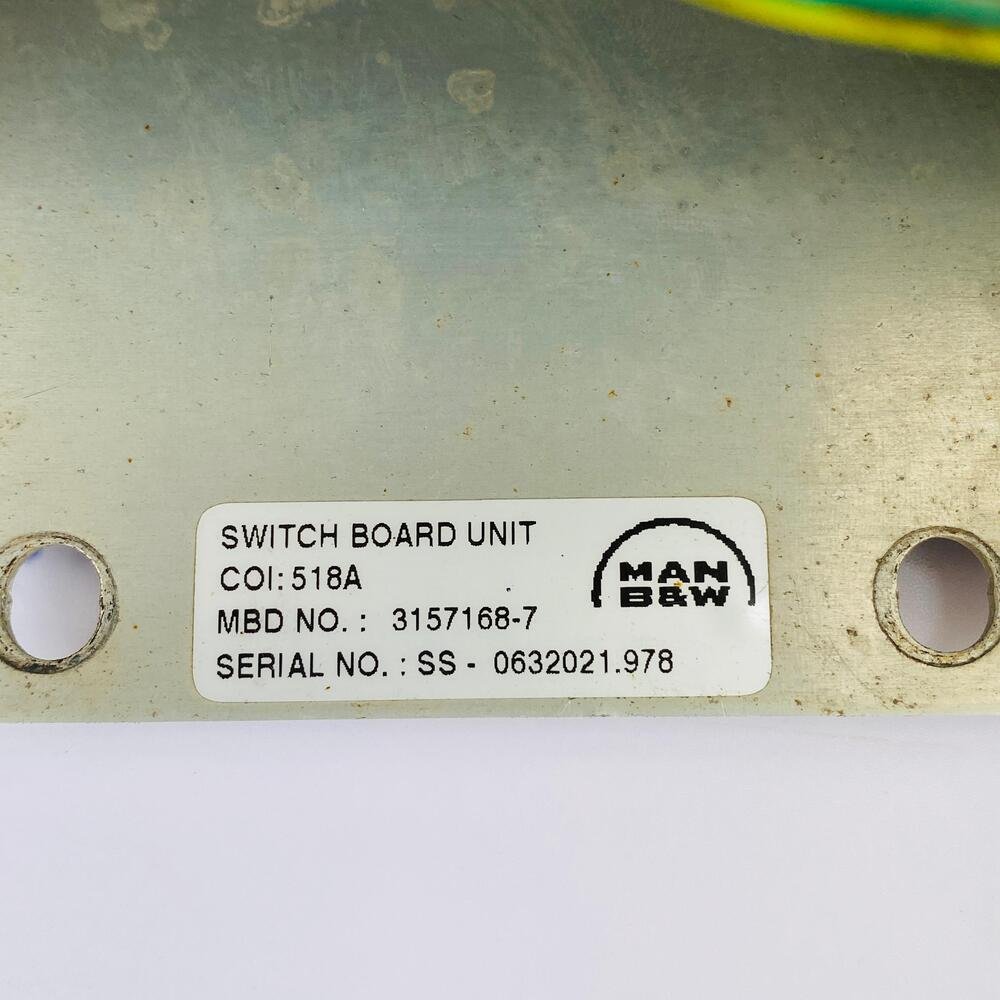 SWITCH BOARD UNIT
COI: 518A
MBD NO. : 3157168-7
SERIAL NO. : SS - 0632021.978
MAN
B&W